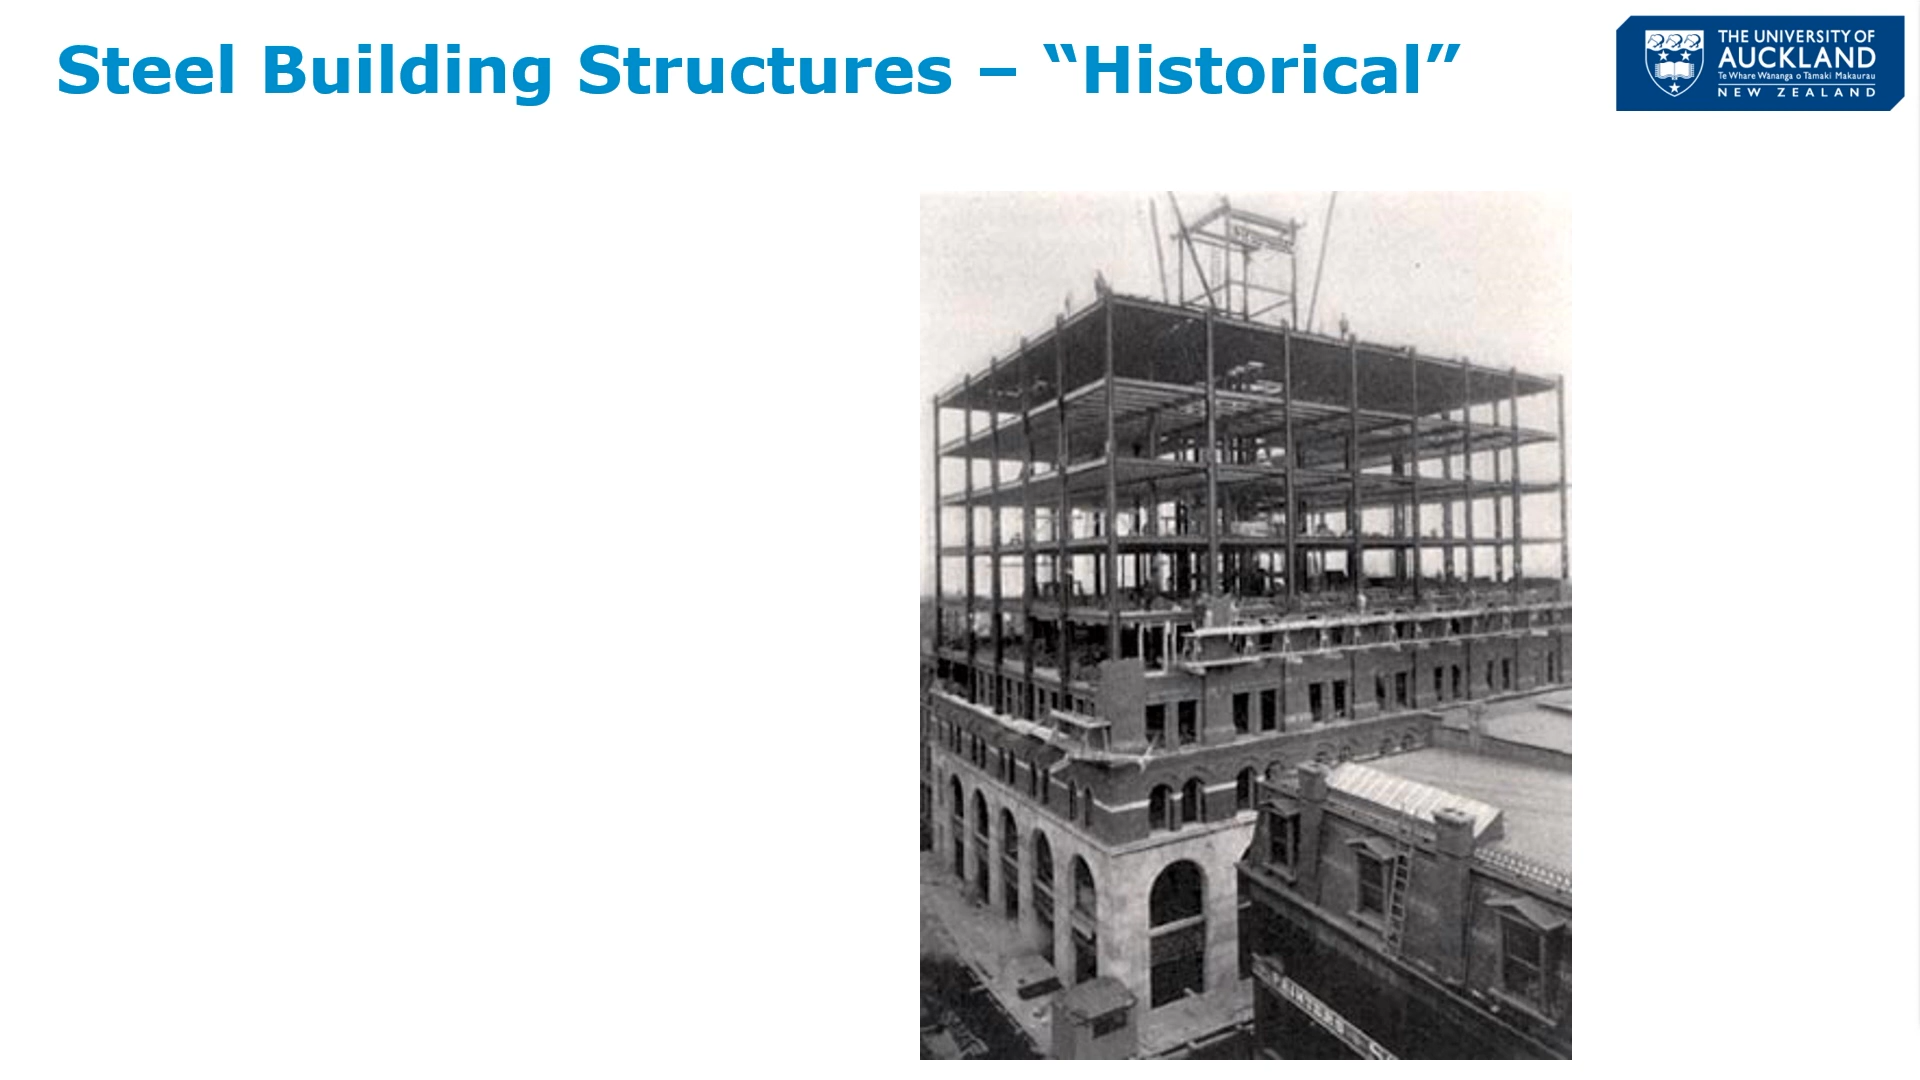 Steel Building Structures – “Historical”
THE UNIVERSITY OF
AUCKLAND
Te Whare Wānanga o Tāmaki Makaurau
NEW ZEALAND